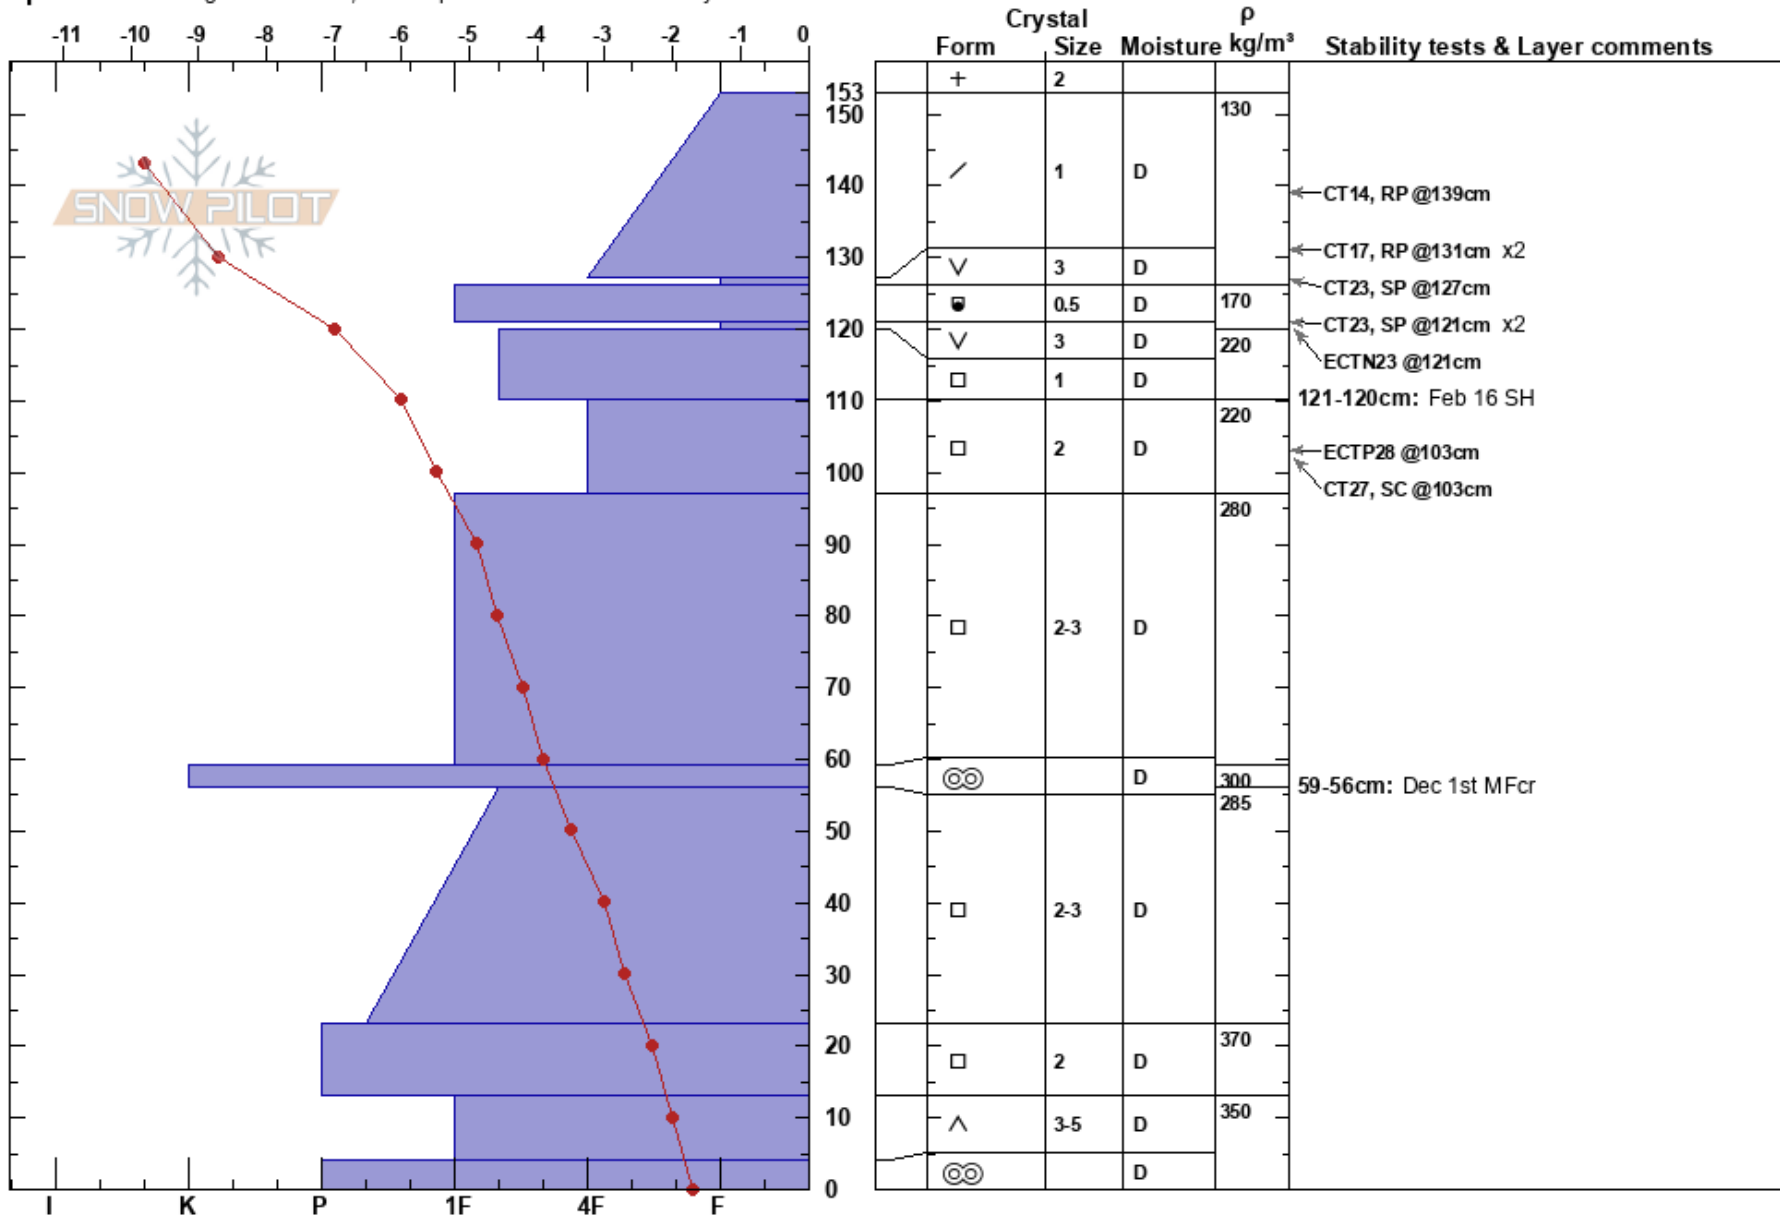 Crystal ρ
-11 -10 -9 -8 -7 -6 -5 -4 -3 -2 -1 0 Form Size Moisture kg/m³ Stability tests & Layer comments
+ 2
153
150 130
SNOW PILOT
1 D
140
CT14, RP @139cm
CT17, RP @131cm x2
130 3 D
CT23, SP @127cm
0.5 D 170
120 CT23, SP @121cm x2
3 D 220
ECTN23 @121cm
1 D
110 121-120cm: Feb 16 SH
220
2 D ECTP28 @103cm
100
CT27, SC @103cm
280
90
80
2-3 D
70
60
D 300 59-56cm: Dec 1st MFcr
285
50
40 2-3 D
30
20 370
2 D
10 350
3-5 D
D
0
I K P 1F 4F F